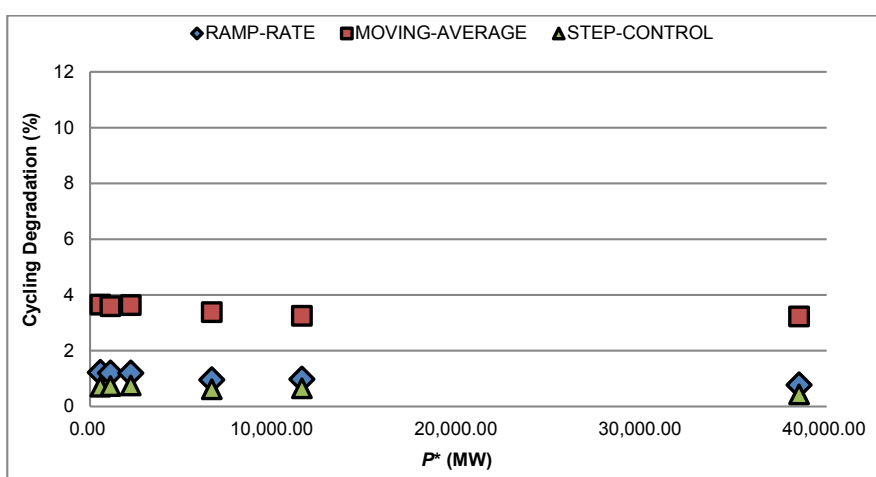 RAMP-RATE MOVING-AVERAGE STEP-CONTROL
12
10
8
6
4
2
0
Cycling Degradation (%)
0.00 10,000.00 20,000.00 30,000.00 40,000.00
P* (MW)